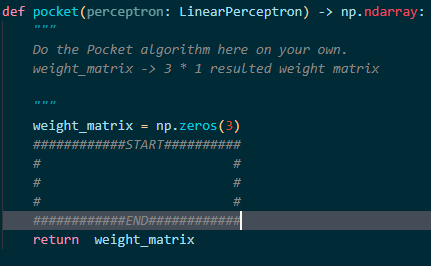 def pocket(perceptron: LinearPerceptron) -> np.ndarray:
"""
Do the Pocket algorithm here on your own.
weight_matrix -> 3 * 1 resulted weight matrix
"""
weight_matrix = np.zeros(3)
############START##########
# #
# #
# #
############END############
return weight_matrix